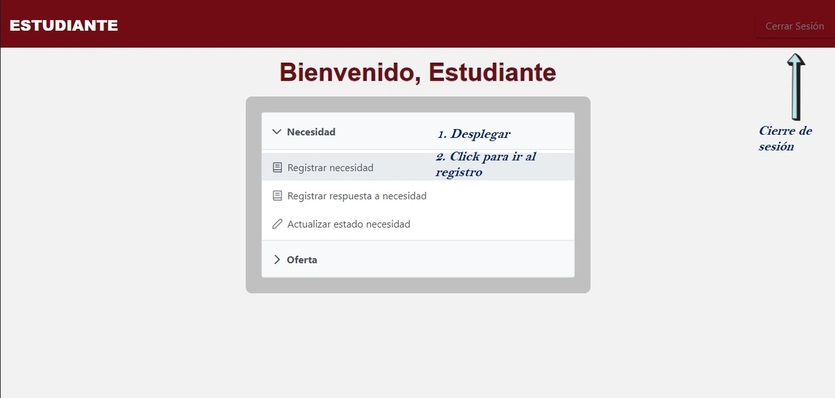 ESTUDIANTE
Cerrar Sesión
Bienvenido, Estudiante
Necesidad
1. Desplegar
Cierre de
sesión
2. Click para ir al
registro
Registrar necesidad
Registrar respuesta a necesidad
Actualizar estado necesidad
Oferta